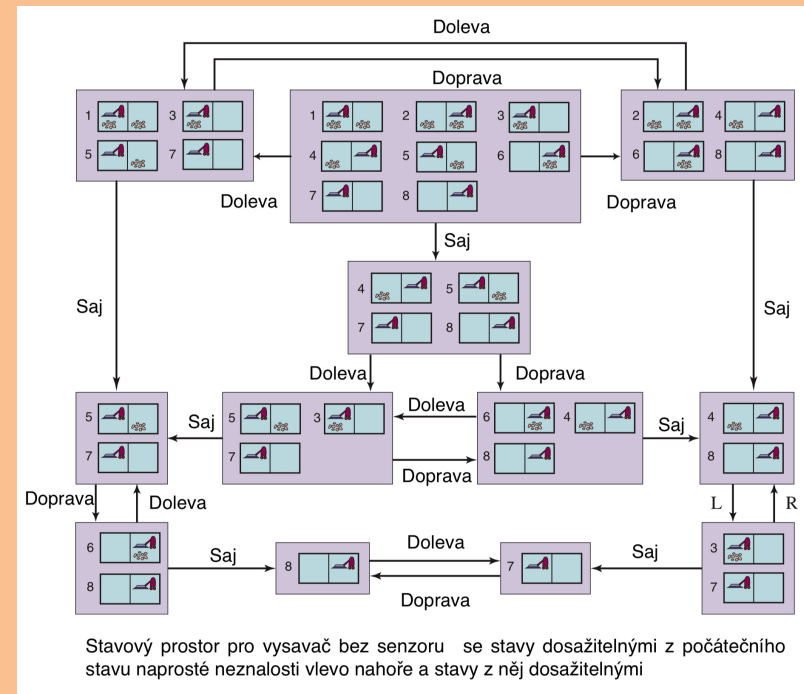 Doleva
Doprava
1 3
5 7
1 2 3
4 5 6
7 8
2 4
6 8
Doleva
Doprava
Saj
4 5
7 8
Saj
Saj
Doleva
Doprava
5
7
Saj
5 3
7
Doleva
Doprava
6 4
8
Saj
4
8
Doprava
Doleva
L
R
6
8
Saj
8
Doleva
Doprava
7
Saj
3
7
Stavový prostor pro vysavač bez senzoru se stavy dosažitelnými z počátečního
stavu naprosté neznalosti vlevo nahoře a stavy z něj dosažitelnými